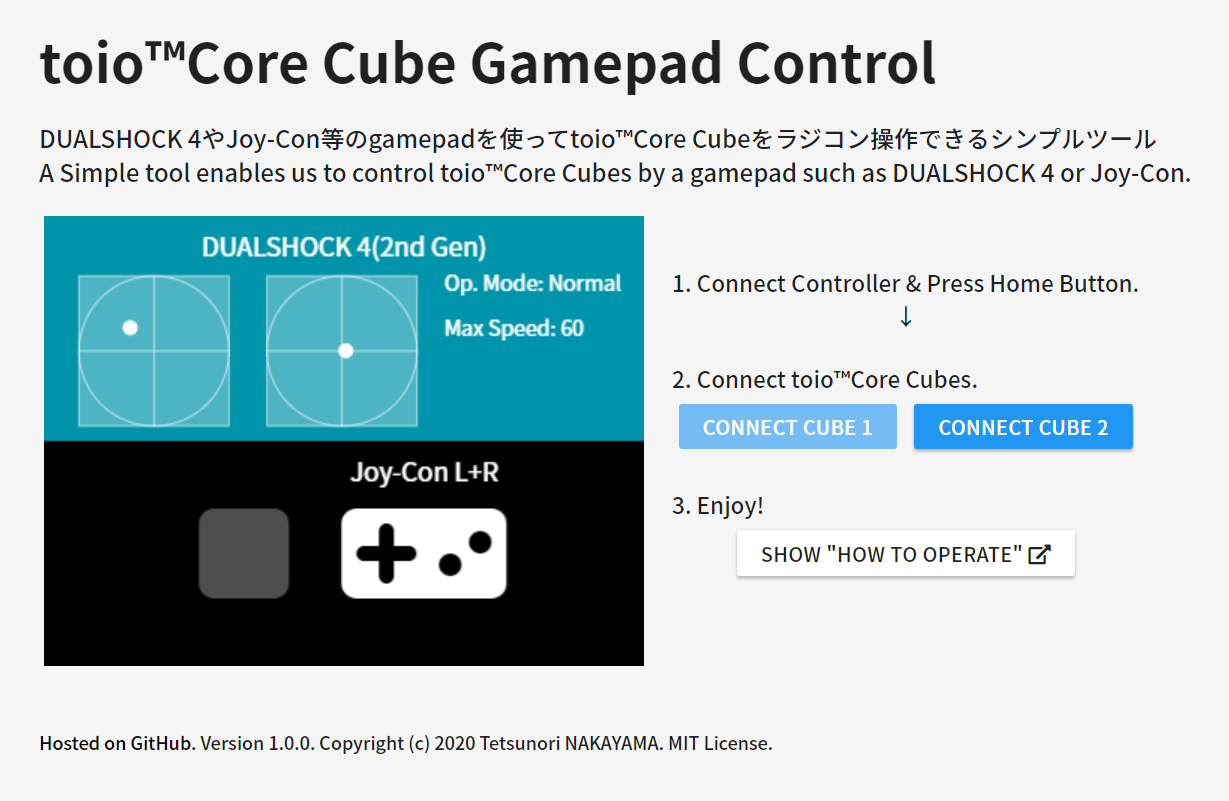 toio™Core Cube Gamepad Control
DUALSHOCK 4やJoy-Con等のgamepadを使ってtoio™Core Cubeをラジコン操作できるシンプルツール
A Simple tool enables us to control toio™Core Cubes by a gamepad such as DUALSHOCK 4 or Joy-Con.
DUALSHOCK 4(2nd Gen)
Op. Mode: Normal
Max Speed: 60
Joy-Con L+R
1. Connect Controller & Press Home Button.
↓
2. Connect toio™Core Cubes.
CONNECT CUBE 1
CONNECT CUBE 2
3. Enjoy!
SHOW "HOW TO OPERATE"
Hosted on GitHub. Version 1.0.0. Copyright (c) 2020 Tetsunori NAKAYAMA. MIT License.